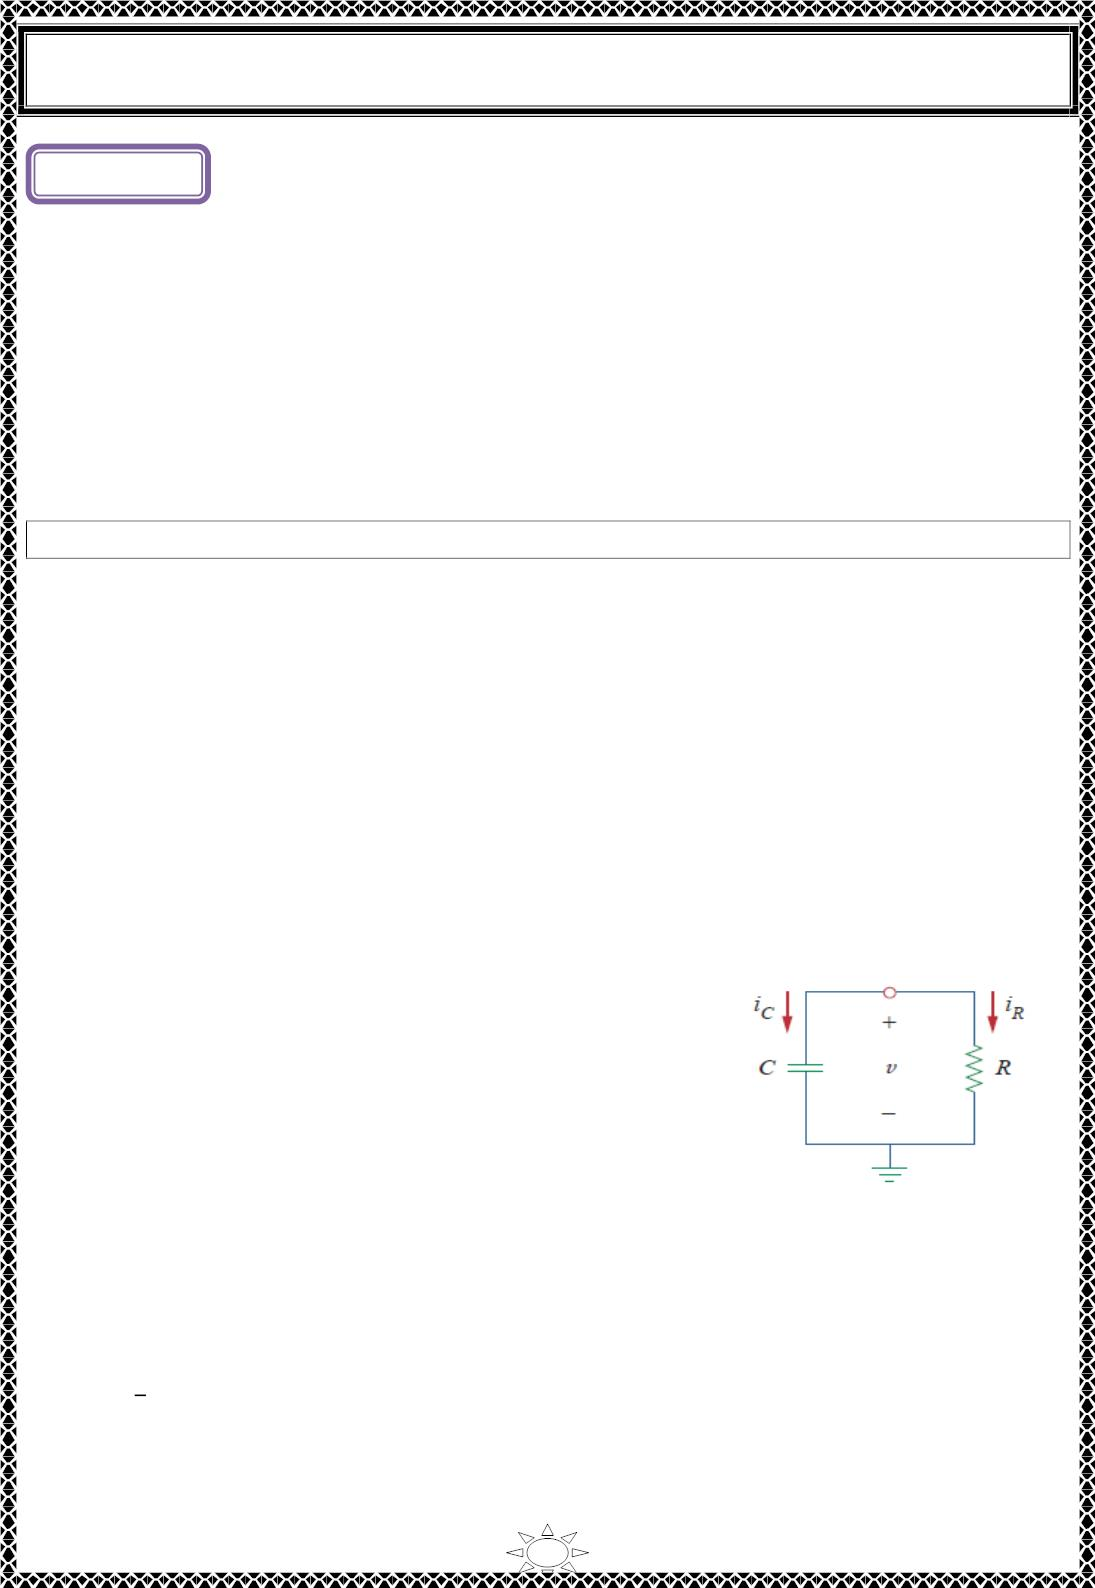 i_C i_R
+
C v R
−